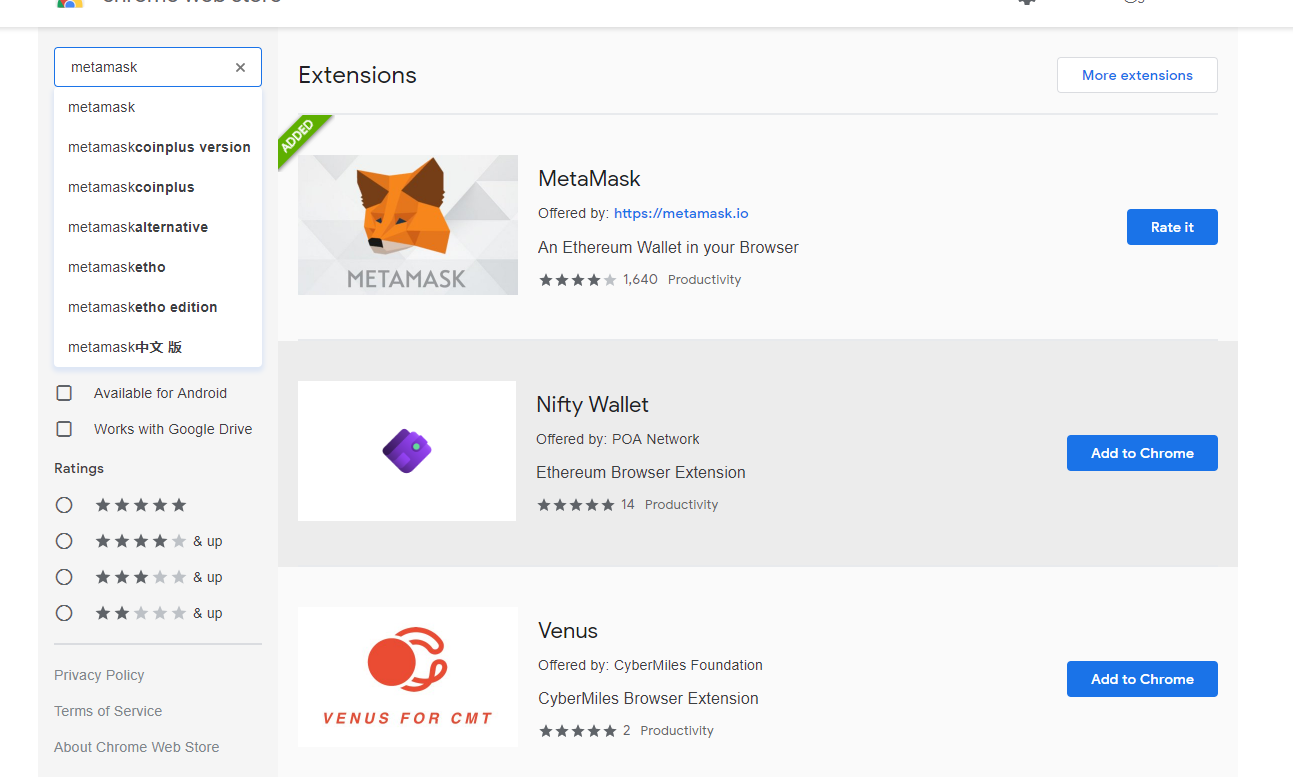 chrome web store
metamask
metamask
metamaskcoinplus version
metamaskcoinplus
metamaskalternative
metamasketho
metamasketho edition
metamask中文 版
Available for Android
Works with Google Drive
Ratings
& up
& up
& up
Privacy Policy
Terms of Service
About Chrome Web Store
Extensions
More extensions
ADDED
METAMASK
MetaMask
Offered by: https://metamask.io
An Ethereum Wallet in your Browser
1,640 Productivity
Rate it
Nifty Wallet
Offered by: POA Network
Ethereum Browser Extension
14 Productivity
Add to Chrome
VENUS FOR CMT
Venus
Offered by: CyberMiles Foundation
CyberMiles Browser Extension
2 Productivity
Add to Chrome